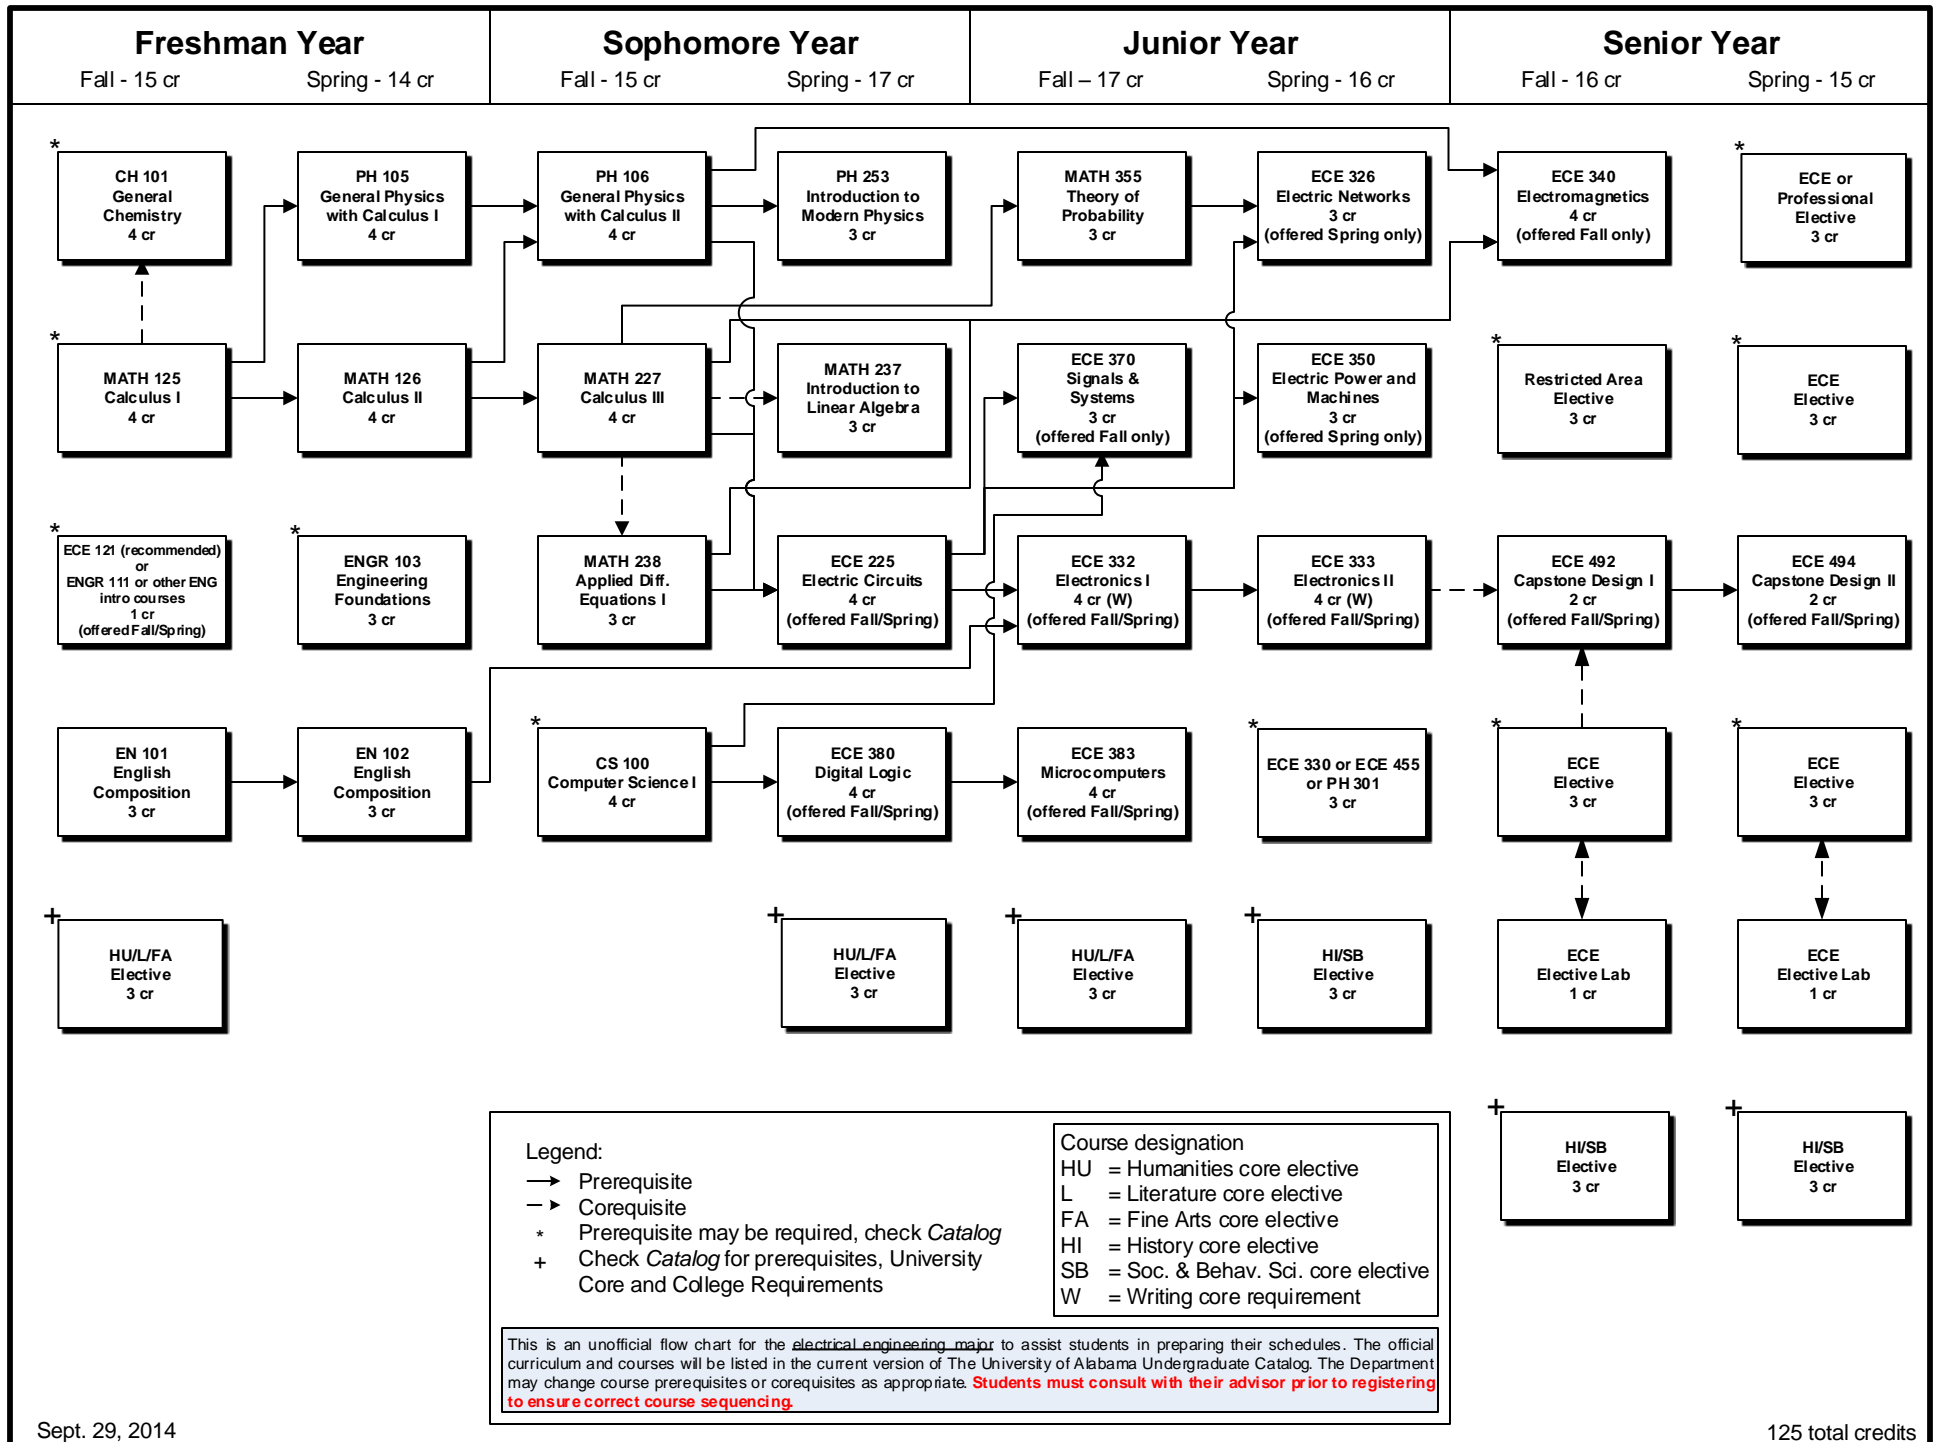 Freshman Year
Fall - 15 cr
Spring - 14 cr
Sophomore Year
Fall - 15 cr
Spring - 17 cr
Junior Year
Fall – 17 cr
Spring - 16 cr
Senior Year
Fall - 16 cr
Spring - 15 cr
*
CH 101
General
Chemistry
4 cr
PH 105
General Physics
with Calculus I
4 cr
PH 106
General Physics
with Calculus II
4 cr
PH 253
Introduction to
Modern Physics
3 cr
MATH 355
Theory of
Probability
3 cr
ECE 326
Electric Networks
3 cr
(offered Spring only)
ECE 340
Electromagnetics
4 cr
(offered Fall only)
*
ECE or
Professional
Elective
3 cr
*
MATH 125
Calculus I
4 cr
MATH 126
Calculus II
4 cr
MATH 227
Calculus III
4 cr
MATH 237
Introduction to
Linear Algebra
3 cr
ECE 370
Signals &
Systems
3 cr
(offered Fall only)
ECE 350
Electric Power and
Machines
3 cr
(offered Spring only)
*
Restricted Area
Elective
3 cr
*
ECE
Elective
3 cr
*
ECE 121 (recommended)
or
ENGR 111 or other ENG
intro courses
1 cr
(offered Fall/Spring)
*
ENGR 103
Engineering
Foundations
3 cr
MATH 238
Applied Diff.
Equations I
3 cr
ECE 225
Electric Circuits
4 cr
(offered Fall/Spring)
ECE 332
Electronics I
4 cr (W)
(offered Fall/Spring)
ECE 333
Electronics II
4 cr (W)
(offered Fall/Spring)
ECE 492
Capstone Design I
2 cr
(offered Fall/Spring)
ECE 494
Capstone Design II
2 cr
(offered Fall/Spring)
EN 101
English
Composition
3 cr
EN 102
English
Composition
3 cr
*
CS 100
Computer Science I
4 cr
ECE 380
Digital Logic
4 cr
(offered Fall/Spring)
ECE 383
Microcomputers
4 cr
(offered Fall/Spring)
*
ECE 330 or ECE 455
or PH 301
3 cr
*
ECE
Elective
3 cr
*
ECE
Elective
3 cr
+
HU/L/FA
Elective
3 cr
+
HU/L/FA
Elective
3 cr
+
HU/L/FA
Elective
3 cr
+
HI/SB
Elective
3 cr
ECE
Elective Lab
1 cr
ECE
Elective Lab
1 cr
+
HI/SB
Elective
3 cr
+
HI/SB
Elective
3 cr
Legend:
Prerequisite
Corequisite
* Prerequisite may be required, check Catalog
+ Check Catalog for prerequisites, University
Core and College Requirements
Course designation
HU = Humanities core elective
L = Literature core elective
FA = Fine Arts core elective
HI = History core elective
SB = Soc. & Behav. Sci. core elective
W = Writing core requirement
This is an unofficial flow chart for the electrical engineering major to assist students in preparing their schedules. The official
curriculum and courses will be listed in the current version of The University of Alabama Undergraduate Catalog. The Department
may change course prerequisites or corequisites as appropriate. Students must consult with their advisor prior to registering
to ensure correct course sequencing.
Sept. 29, 2014
125 total credits